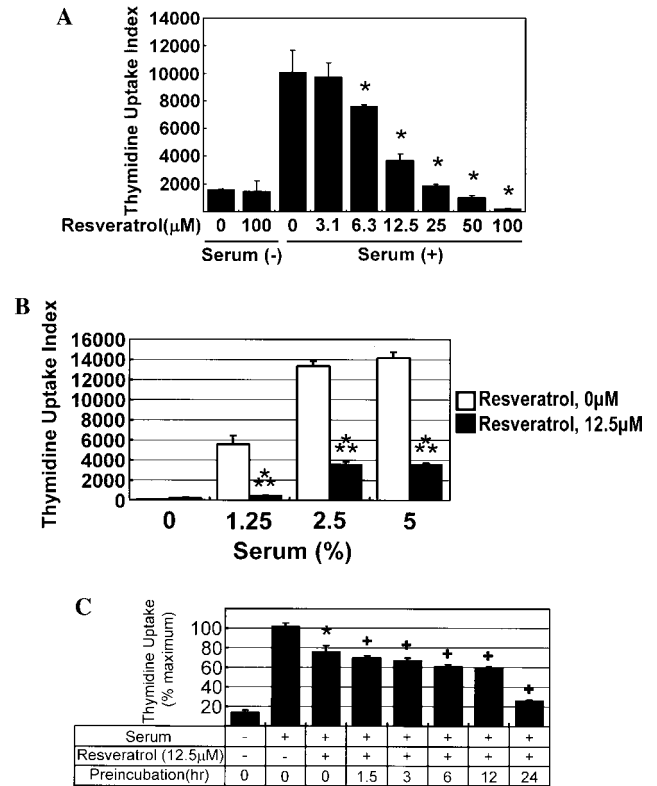 A
Thymidine Uptake Index
14000
12000
10000
8000
6000
4000
2000
*
*
*
*
*
Resveratrol(μM) 0 100 0 3.1 6.3 12.5 25 50 100
Serum (-) Serum (+)
B
Thymidine Uptake Index
16000
14000
12000
10000
8000
6000
4000
2000
0
***
***
***
0 1.25 2.5 5
Serum (%)
Resveratrol, 0μM
Resveratrol, 12.5μM
C
Thymidine Uptake
(% maximum)
100
80
60
40
20
*
+
+
+
+
+
Serum - + + + + + + +
Resveratrol (12.5μM) - - + + + + + +
Preincubation(hr) 0 0 0 1.5 3 6 12 24